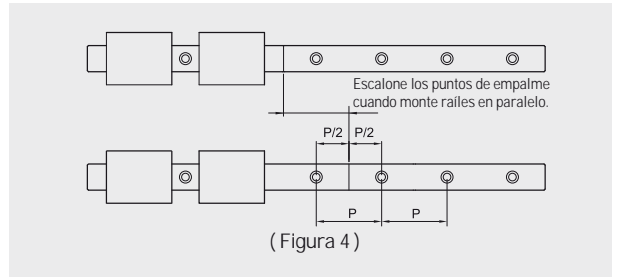 Escalone los puntos de empalme
cuando monte raíles en paralelo.
P/2 P/2
P P
( Figura 4 )